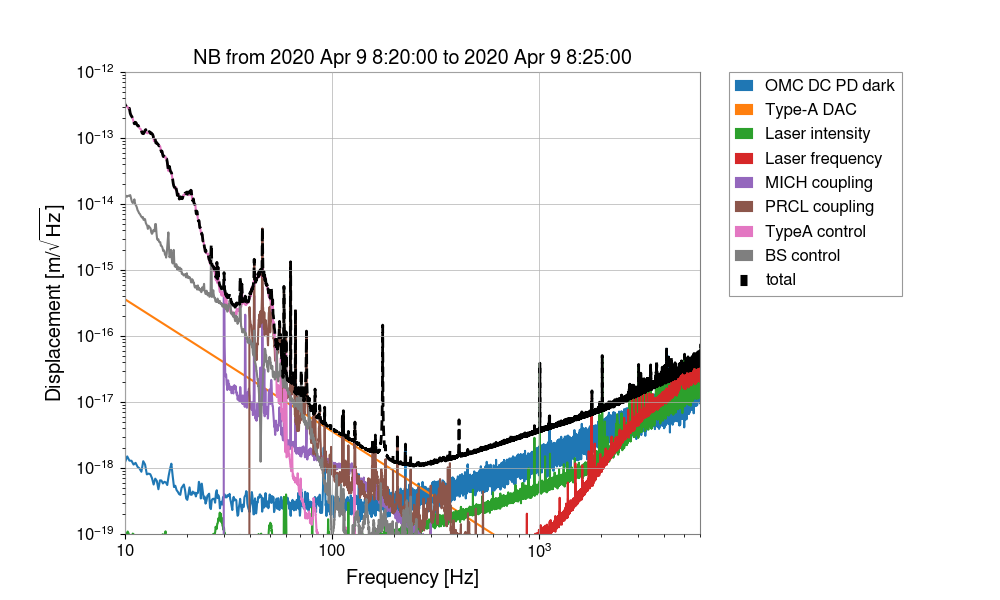 NB from 2020 Apr 9 8:20:00 to 2020 Apr 9 8:25:00
10⁻¹²
10⁻¹³
10⁻¹⁴
10⁻¹⁵
10⁻¹⁶
10⁻¹⁷
10⁻¹⁸
10⁻¹⁹
Displacement [m/√Hz]
10
100
10³
Frequency [Hz]
OMC DC PD dark
Type-A DAC
Laser intensity
Laser frequency
MICH coupling
PRCL coupling
TypeA control
BS control
total